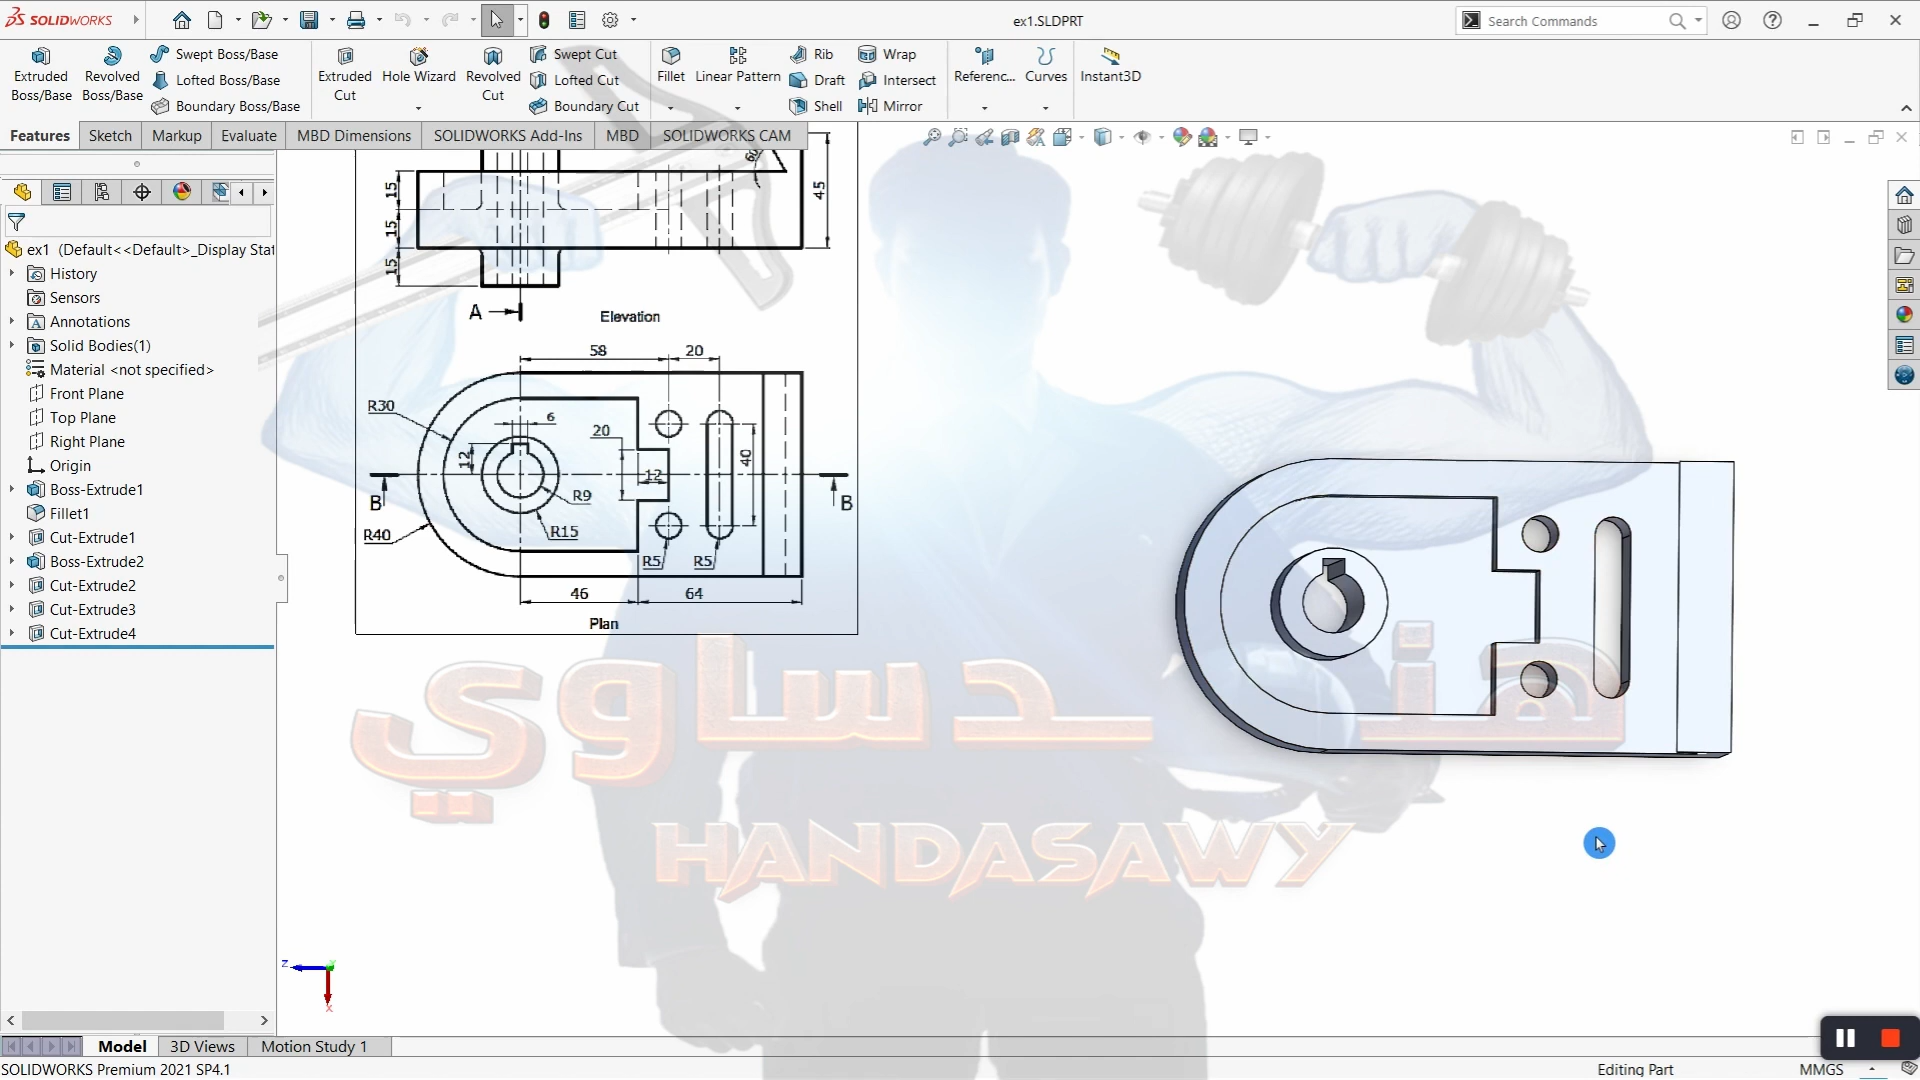 SOLIDWORKS
ex1.SLDPRT
Search Commands
Extruded Boss/Base
Revolved Boss/Base
Swept Boss/Base
Lofted Boss/Base
Boundary Boss/Base
Extruded Cut
Hole Wizard
Revolved Cut
Swept Cut
Lofted Cut
Boundary Cut
Fillet
Linear Pattern
Rib
Draft
Shell
Wrap
Intersect
Mirror
Referenc...
Curves
Instant3D
Features
Sketch
Markup
Evaluate
MBD Dimensions
SOLIDWORKS Add-Ins
MBD
SOLIDWORKS CAM
ex1 (Default<<Default>_Display Stat
History
Sensors
Annotations
Solid Bodies(1)
Material <not specified>
Front Plane
Top Plane
Right Plane
Origin
Boss-Extrude1
Fillet1
Cut-Extrude1
Boss-Extrude2
Cut-Extrude2
Cut-Extrude3
Cut-Extrude4
60
15
15
15
45
A
Elevation
58
20
R30
6
20
12
12
40
B
B
R9
R15
R40
R5
R5
46
64
Plan
هنـــدساوي
HANDASAWY
z
x
Model
3D Views
Motion Study 1
SOLIDWORKS Premium 2021 SP4.1
Editing Part
MMGS